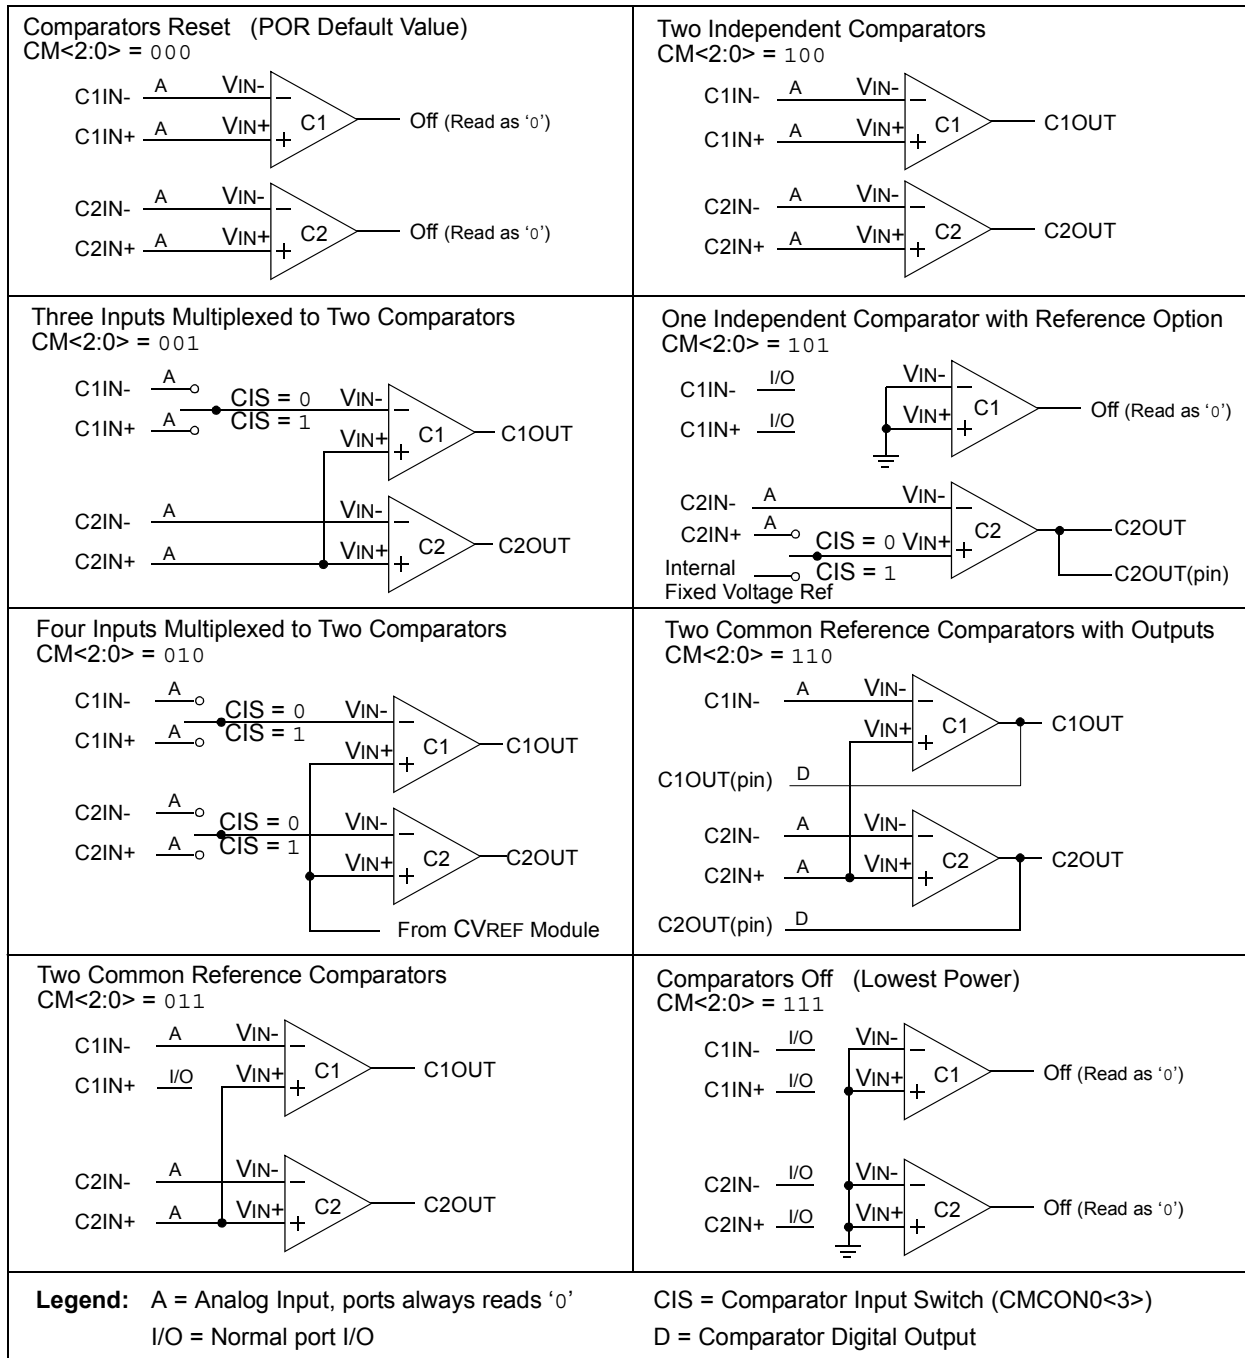 Comparators Reset (POR Default Value)
CM<2:0> = 000
C1IN- A VIN- −
C1IN+ A VIN+ + C1 Off (Read as ‘0’)
C2IN- A VIN- −
C2IN+ A VIN+ + C2 Off (Read as ‘0’)
Two Independent Comparators
CM<2:0> = 100
C1IN- A VIN- −
C1IN+ A VIN+ + C1 C1OUT
C2IN- A VIN- −
C2IN+ A VIN+ + C2 C2OUT
Three Inputs Multiplexed to Two Comparators
CM<2:0> = 001
C1IN- A CIS = 0 VIN- −
C1IN+ A CIS = 1 VIN+ + C1 C1OUT
C2IN- A VIN- −
C2IN+ A VIN+ + C2 C2OUT
One Independent Comparator with Reference Option
CM<2:0> = 101
C1IN- I/O VIN- −
C1IN+ I/O VIN+ + C1 Off (Read as ‘0’)
C2IN- A VIN- −
C2IN+ A CIS = 0 VIN+ + C2 C2OUT
Internal CIS = 1 C2OUT(pin)
Fixed Voltage Ref
Four Inputs Multiplexed to Two Comparators
CM<2:0> = 010
C1IN- A CIS = 0 VIN- −
C1IN+ A CIS = 1 VIN+ + C1 C1OUT
C2IN- A CIS = 0 VIN- −
C2IN+ A CIS = 1 VIN+ + C2 C2OUT
From CVREF Module
Two Common Reference Comparators with Outputs
CM<2:0> = 110
C1IN- A VIN- −
VIN+ + C1 C1OUT
C1OUT(pin) D
C2IN- A VIN- −
C2IN+ A VIN+ + C2 C2OUT
C2OUT(pin) D
Two Common Reference Comparators
CM<2:0> = 011
C1IN- A VIN- −
C1IN+ I/O VIN+ + C1 C1OUT
C2IN- A VIN- −
C2IN+ A VIN+ + C2 C2OUT
Comparators Off (Lowest Power)
CM<2:0> = 111
C1IN- I/O VIN- −
C1IN+ I/O VIN+ + C1 Off (Read as ‘0’)
C2IN- I/O VIN- −
C2IN+ I/O VIN+ + C2 Off (Read as ‘0’)
Legend: A = Analog Input, ports always reads ‘0’ CIS = Comparator Input Switch (CMCON0<3>)
I/O = Normal port I/O D = Comparator Digital Output